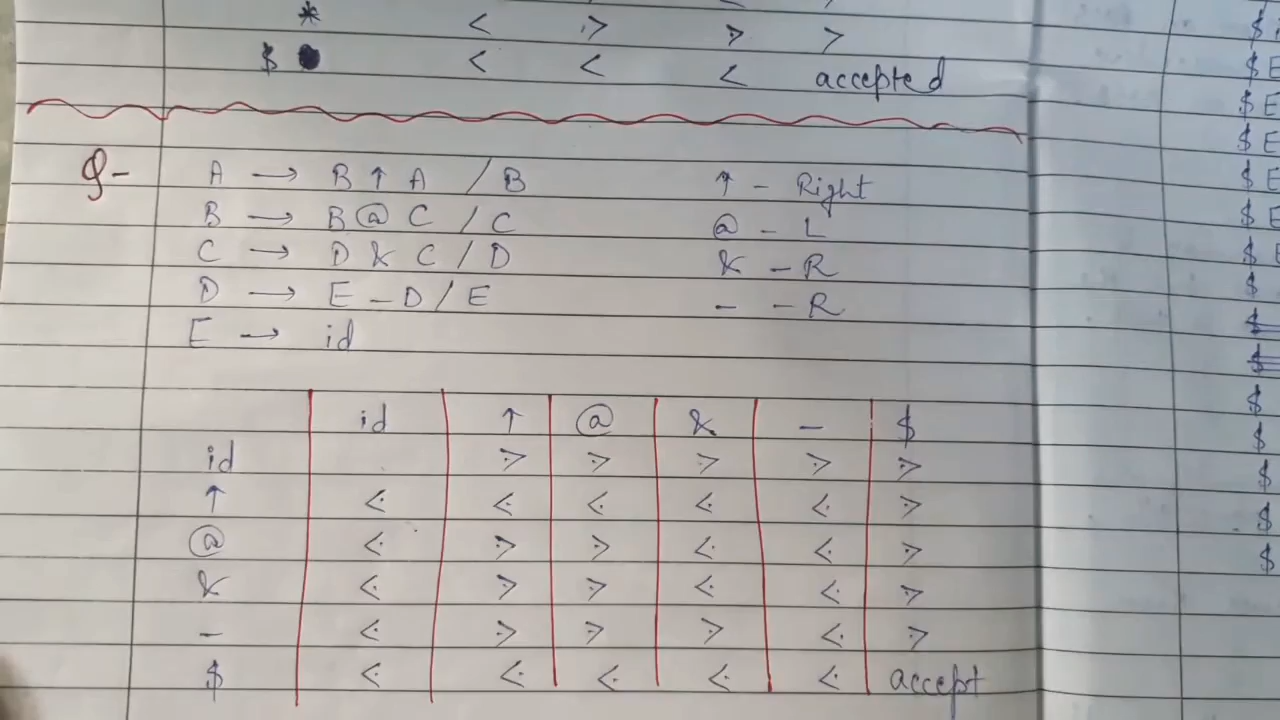 * <· ·> ·> ·>
$ <· <· <· accepted
Q- A → B ↑ A / B ↑ - Right
B → B @ C / C @ - L
C → D & C / D & - R
D → E - D / E - - R
E → id
id ↑ @ & - $
id ·> ·> ·> ·> ·>
↑ <· <· <· <· <· ·>
@ <· ·> ·> <· <· ·>
& <· ·> ·> <· <· ·>
- <· ·> ·> ·> <· ·>
$ <· <· <· <· <· accept
$
$ E
$ E
$ E
$ E
$ E
$ E
$
$
$
$
$
$
$
$